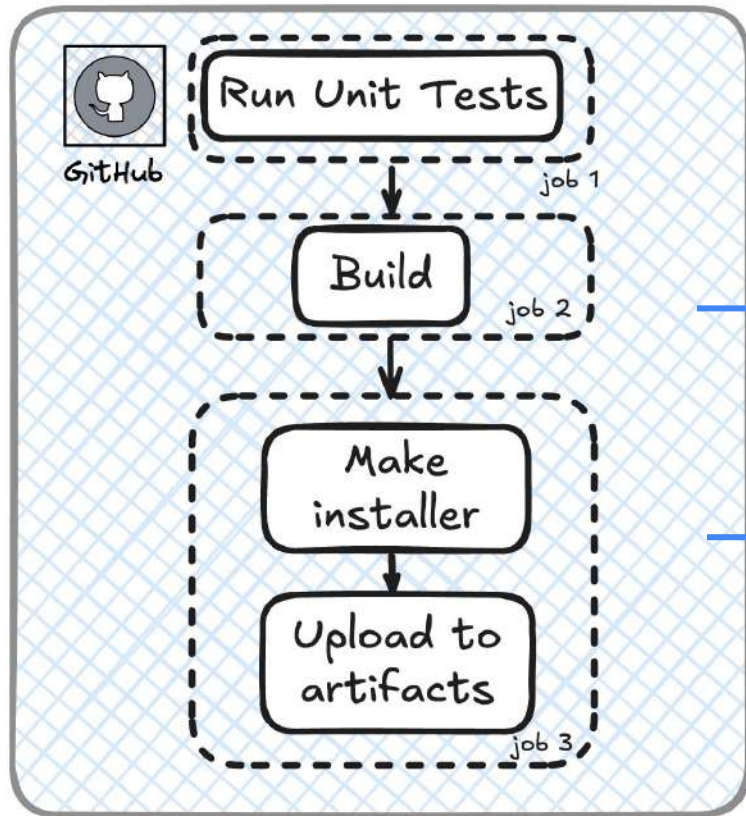 Run Unit Tests
GitHub
job 1
Build
job 2
Make
installer
Upload to
artifacts
job 3